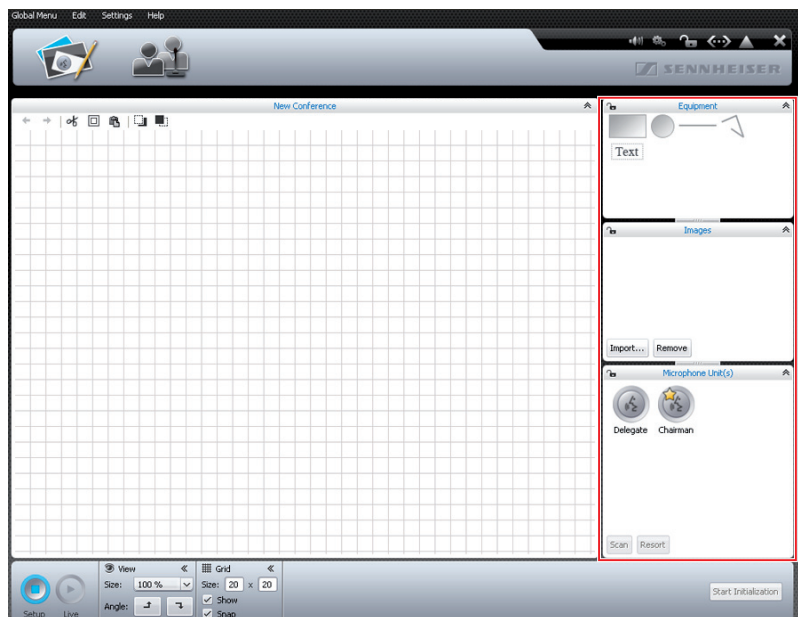 Global Menu Edit Settings Help
SENNHEISER
New Conference
Equipment
Text
Images
Import... Remove
Microphone Unit(s)
Delegate Chairman
Scan Resort
View
Size: 100 %
Angle:
Grid
Size: 20 x 20
Show
Snap
Setup Live
Start Initialization